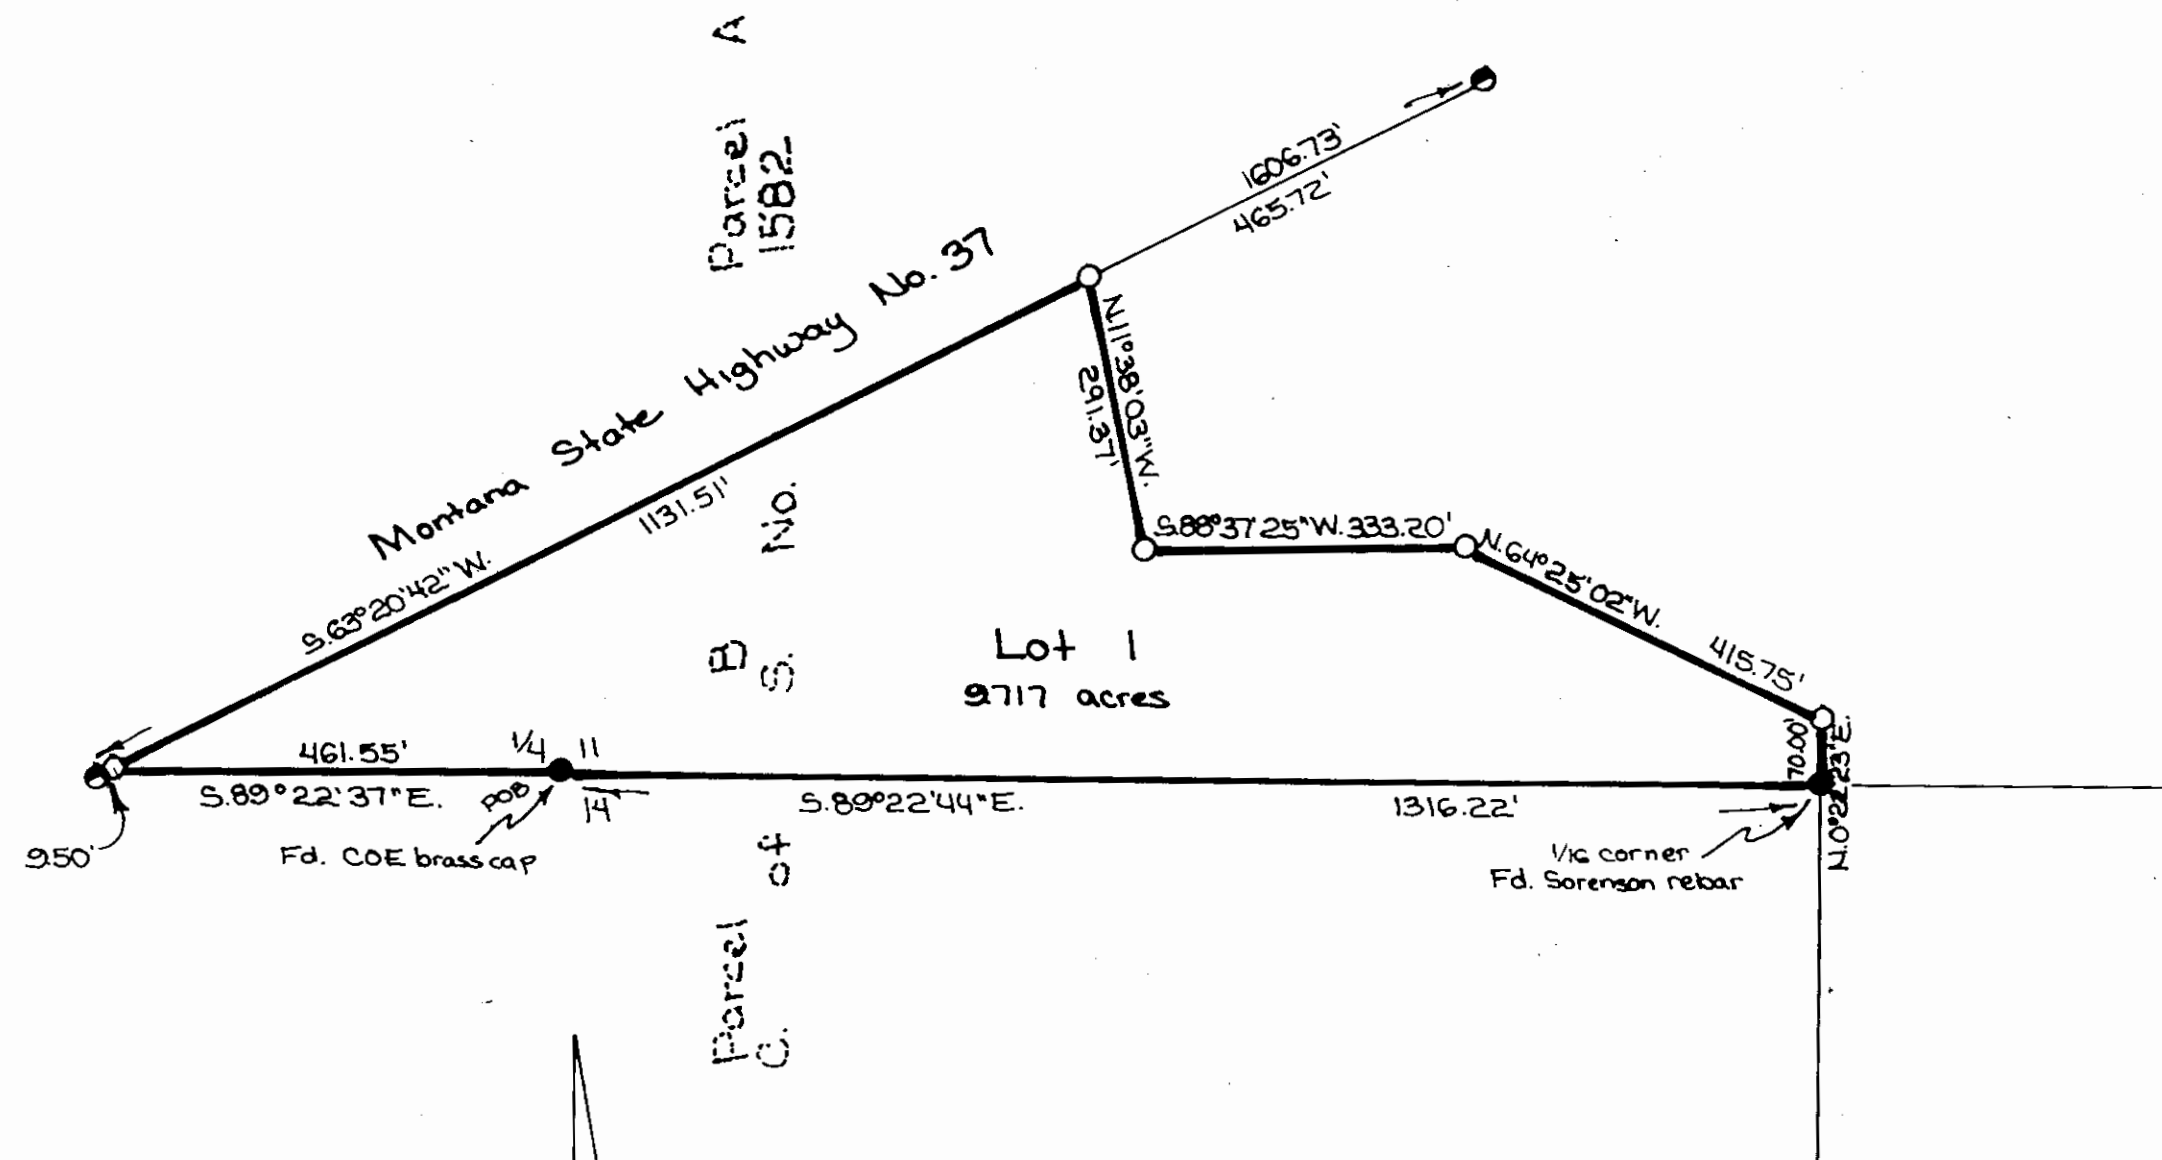 Parcel A
1582
1606.73'
465.72'
Montana State Highway No. 37
S.63°20'42"W.
1131.51'
N.11°38'03"W.
291.37'
S.88°37'25"W. 333.20'
N.64°25'02"W.
415.75'
No.
D
S.
Lot 1
9.717 acres
70.00'
N.0°22'23"E.
461.55'
1/4 11
14
S.89°22'37"E.
POB
S.89°22'44"E.
1316.22'
9.50'
Fd. COE brass cap
1/16 corner
Fd. Sorenson rebar
of
Parcel
C.